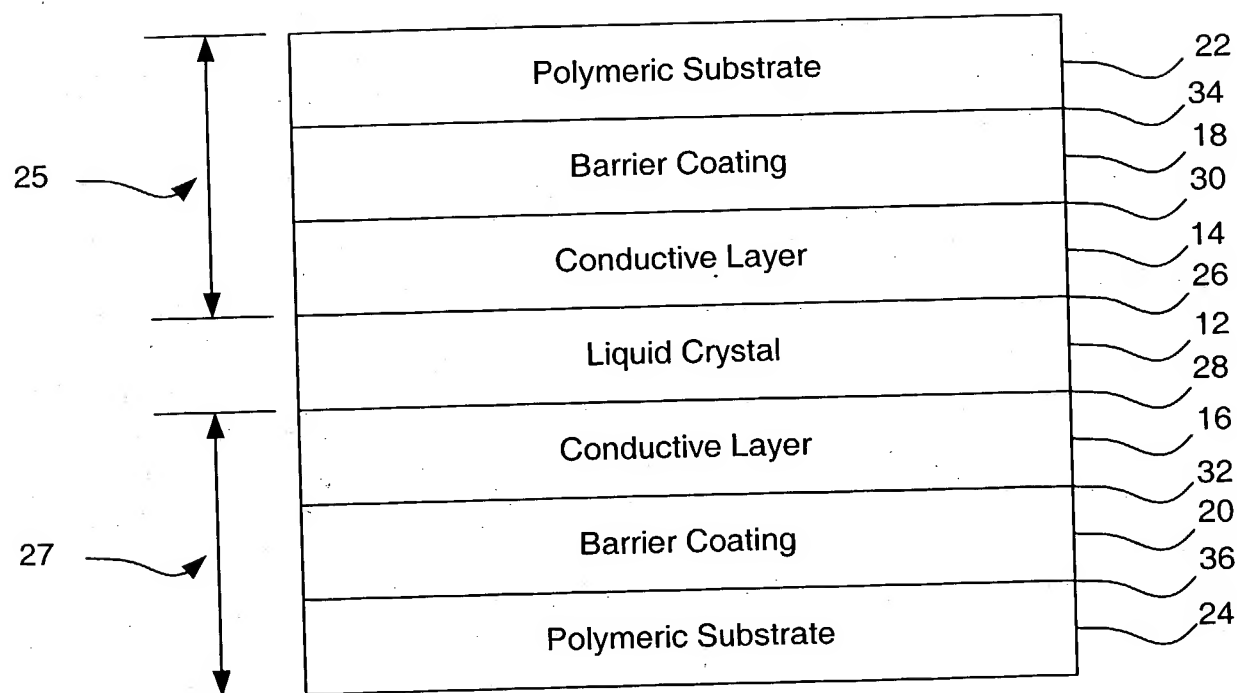 22
Polymeric Substrate
34
Barrier Coating
18
25
30
Conductive Layer
14
26
Liquid Crystal
12
28
Conductive Layer
16
32
27
Barrier Coating
20
36
Polymeric Substrate
24